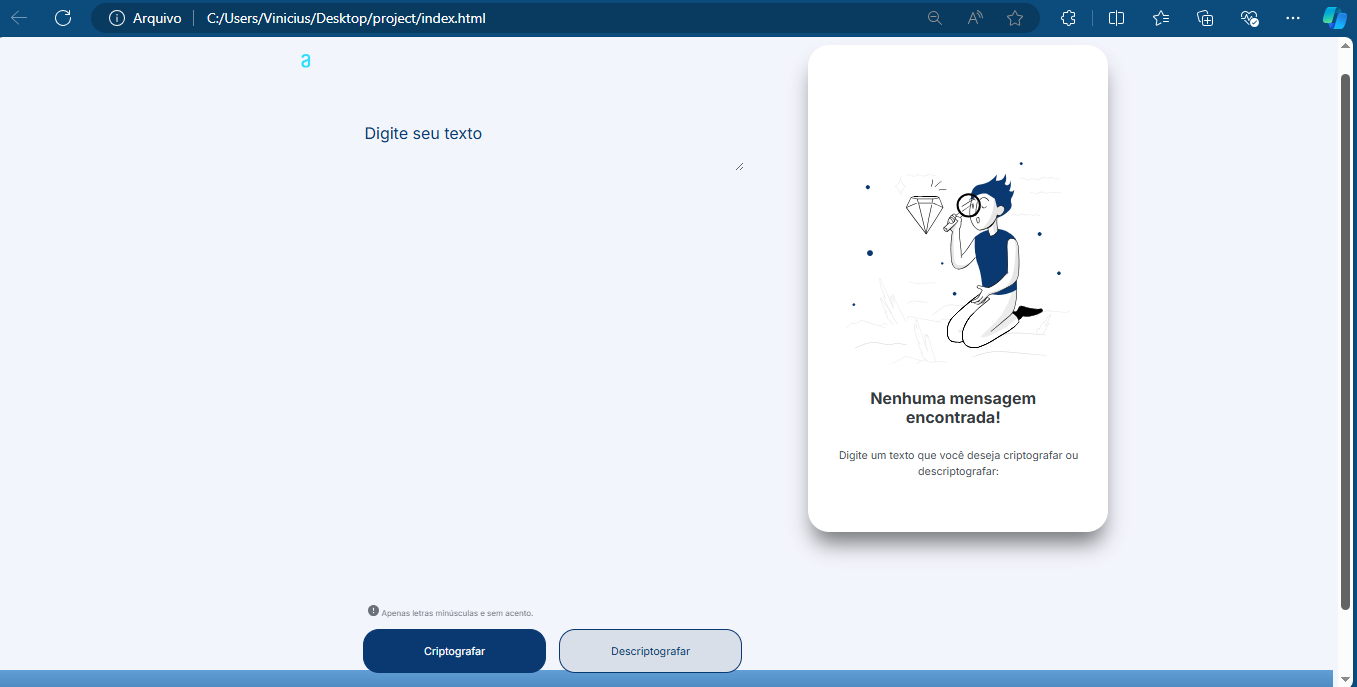 Arquivo
C:/Users/Vinicius/Desktop/project/index.html
a
Digite seu texto
Nenhuma mensagem
encontrada!
Digite um texto que você deseja criptografar ou
descriptografar:
Apenas letras minúsculas e sem acento.
Criptografar
Descriptografar